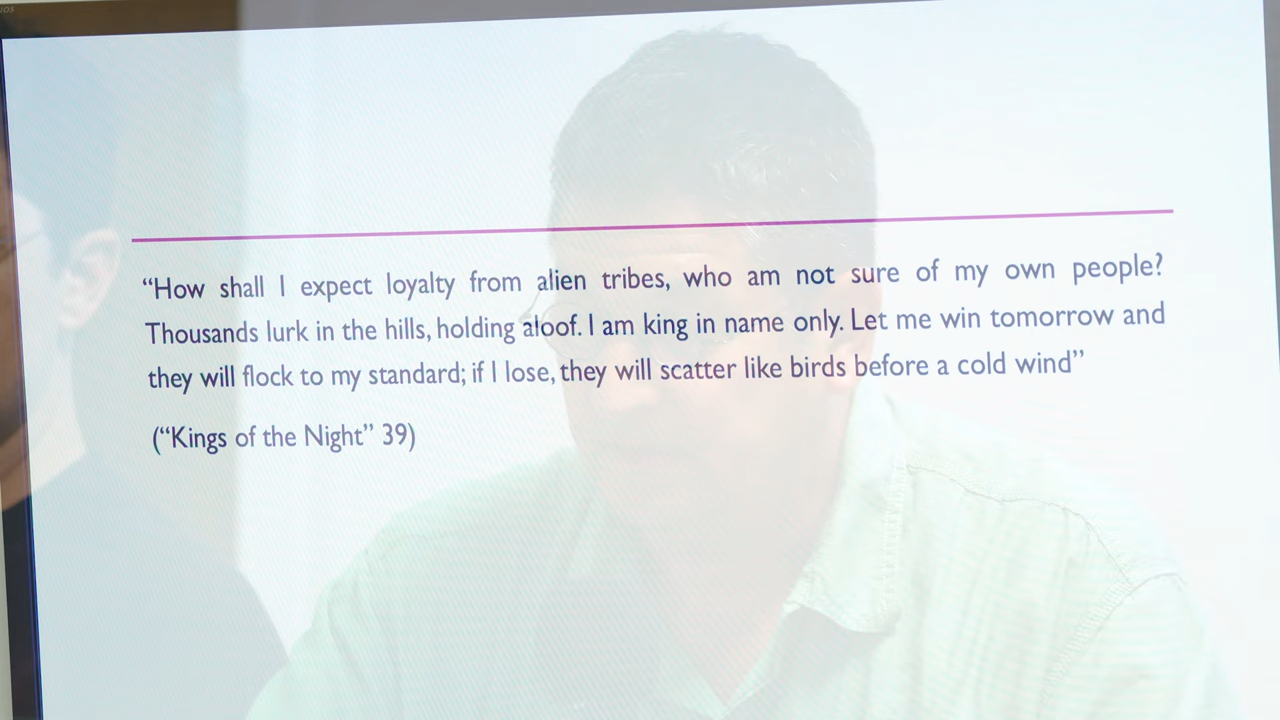 “How shall I expect loyalty from alien tribes, who am not sure of my own people?
Thousands lurk in the hills, holding aloof. I am king in name only. Let me win tomorrow and
they will flock to my standard; if I lose, they will scatter like birds before a cold wind”
(“Kings of the Night” 39)